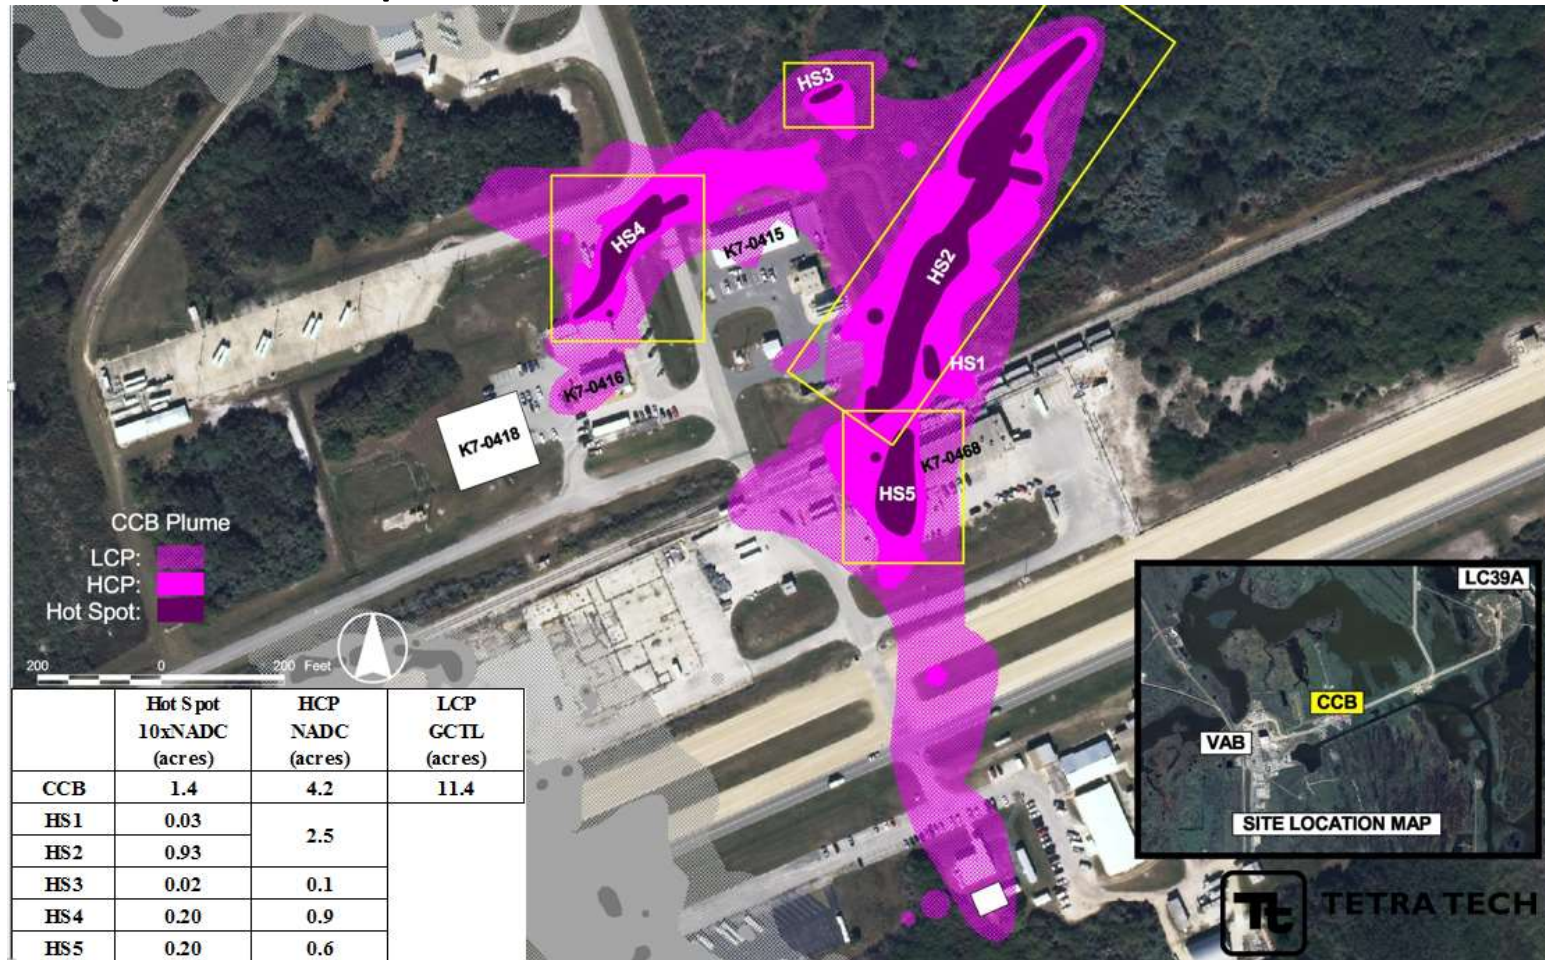 HS3
HS4
K7-0415
HS2
HS1
K7-0416
K7-0418
K7-0468
HS5
CCB Plume
LCP:
HCP:
Hot Spot:
200 0 200 Feet
Hot Spot 10xNADC (acres) HCP NADC (acres) LCP GCTL (acres)
CCB 1.4 4.2 11.4
HS1 0.03 2.5
HS2 0.93
HS3 0.02 0.1
HS4 0.20 0.9
HS5 0.20 0.6
LC39A
CCB
VAB
SITE LOCATION MAP
Tt TETRA TECH